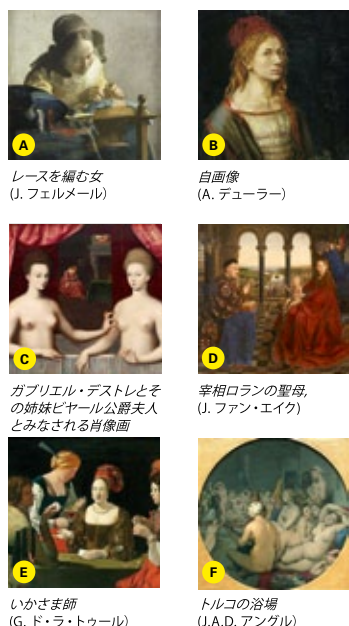 A
レースを編む女
(J. フェルメール)
B
自画像
(A. デューラー)
C
ガブリエル・デストレとそ
の姉妹ビヤール公爵夫人
とみなされる肖像画
D
宰相ロランの聖母,
(J. ファン・エイク)
E
いかさま師
(G. ド・ラ・トゥール)
F
トルコの浴場
(J.A.D. アングル)